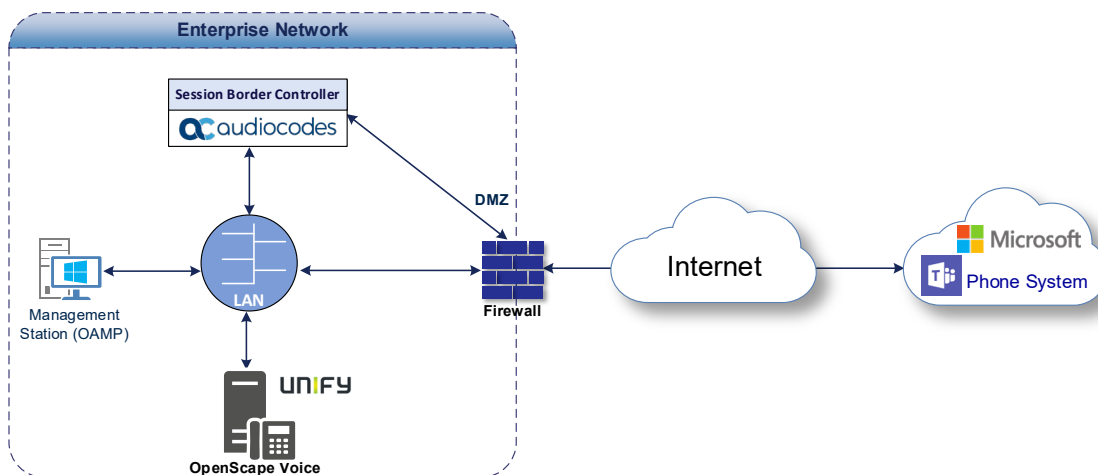 Enterprise Network
Session Border Controller
audiocodes
DMZ
Internet
Microsoft
T
Phone System
LAN
Firewall
Management
Station (OAMP)
UNIFY
OpenScape Voice